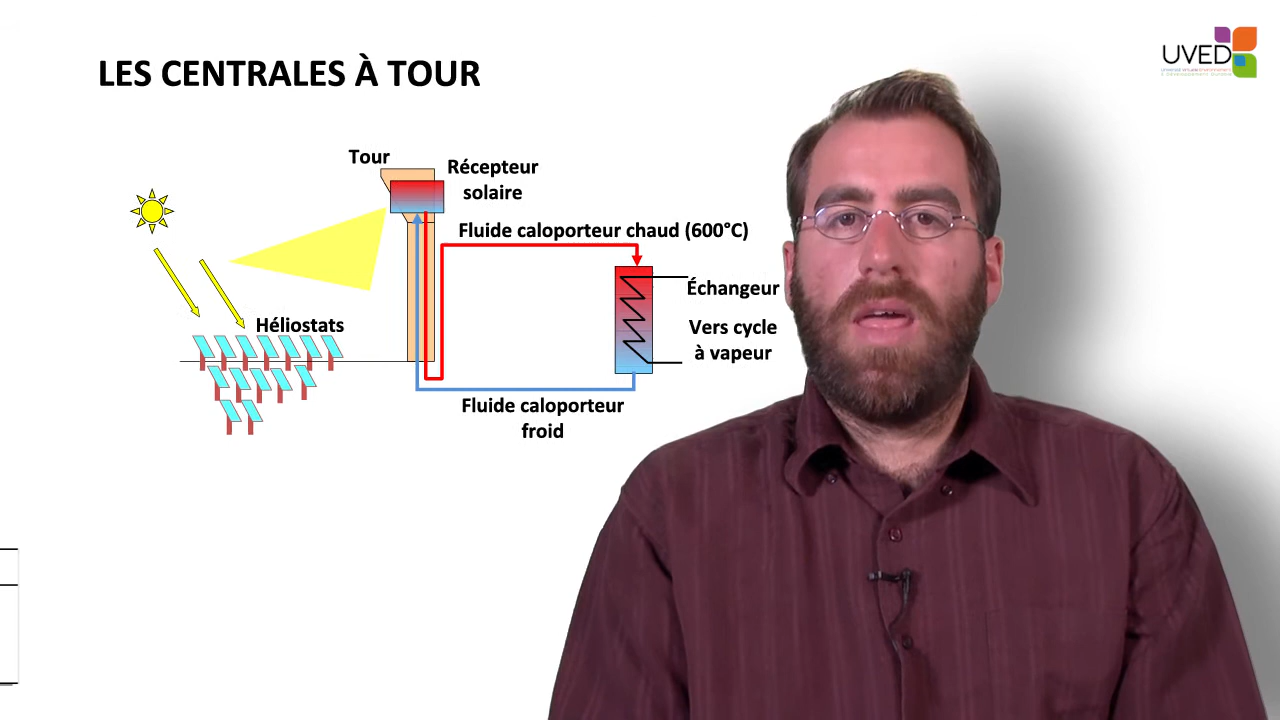 LES CENTRALES À TOUR
UVED
Tour
Récepteur
solaire
Fluide caloporteur chaud (600°C)
Échangeur
Héliostats
Vers cycle
à vapeur
Fluide caloporteur
froid